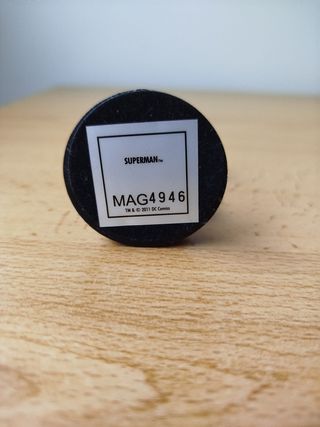 SUPERMAN™
MAG4946
TM & © 2011 DC Comics